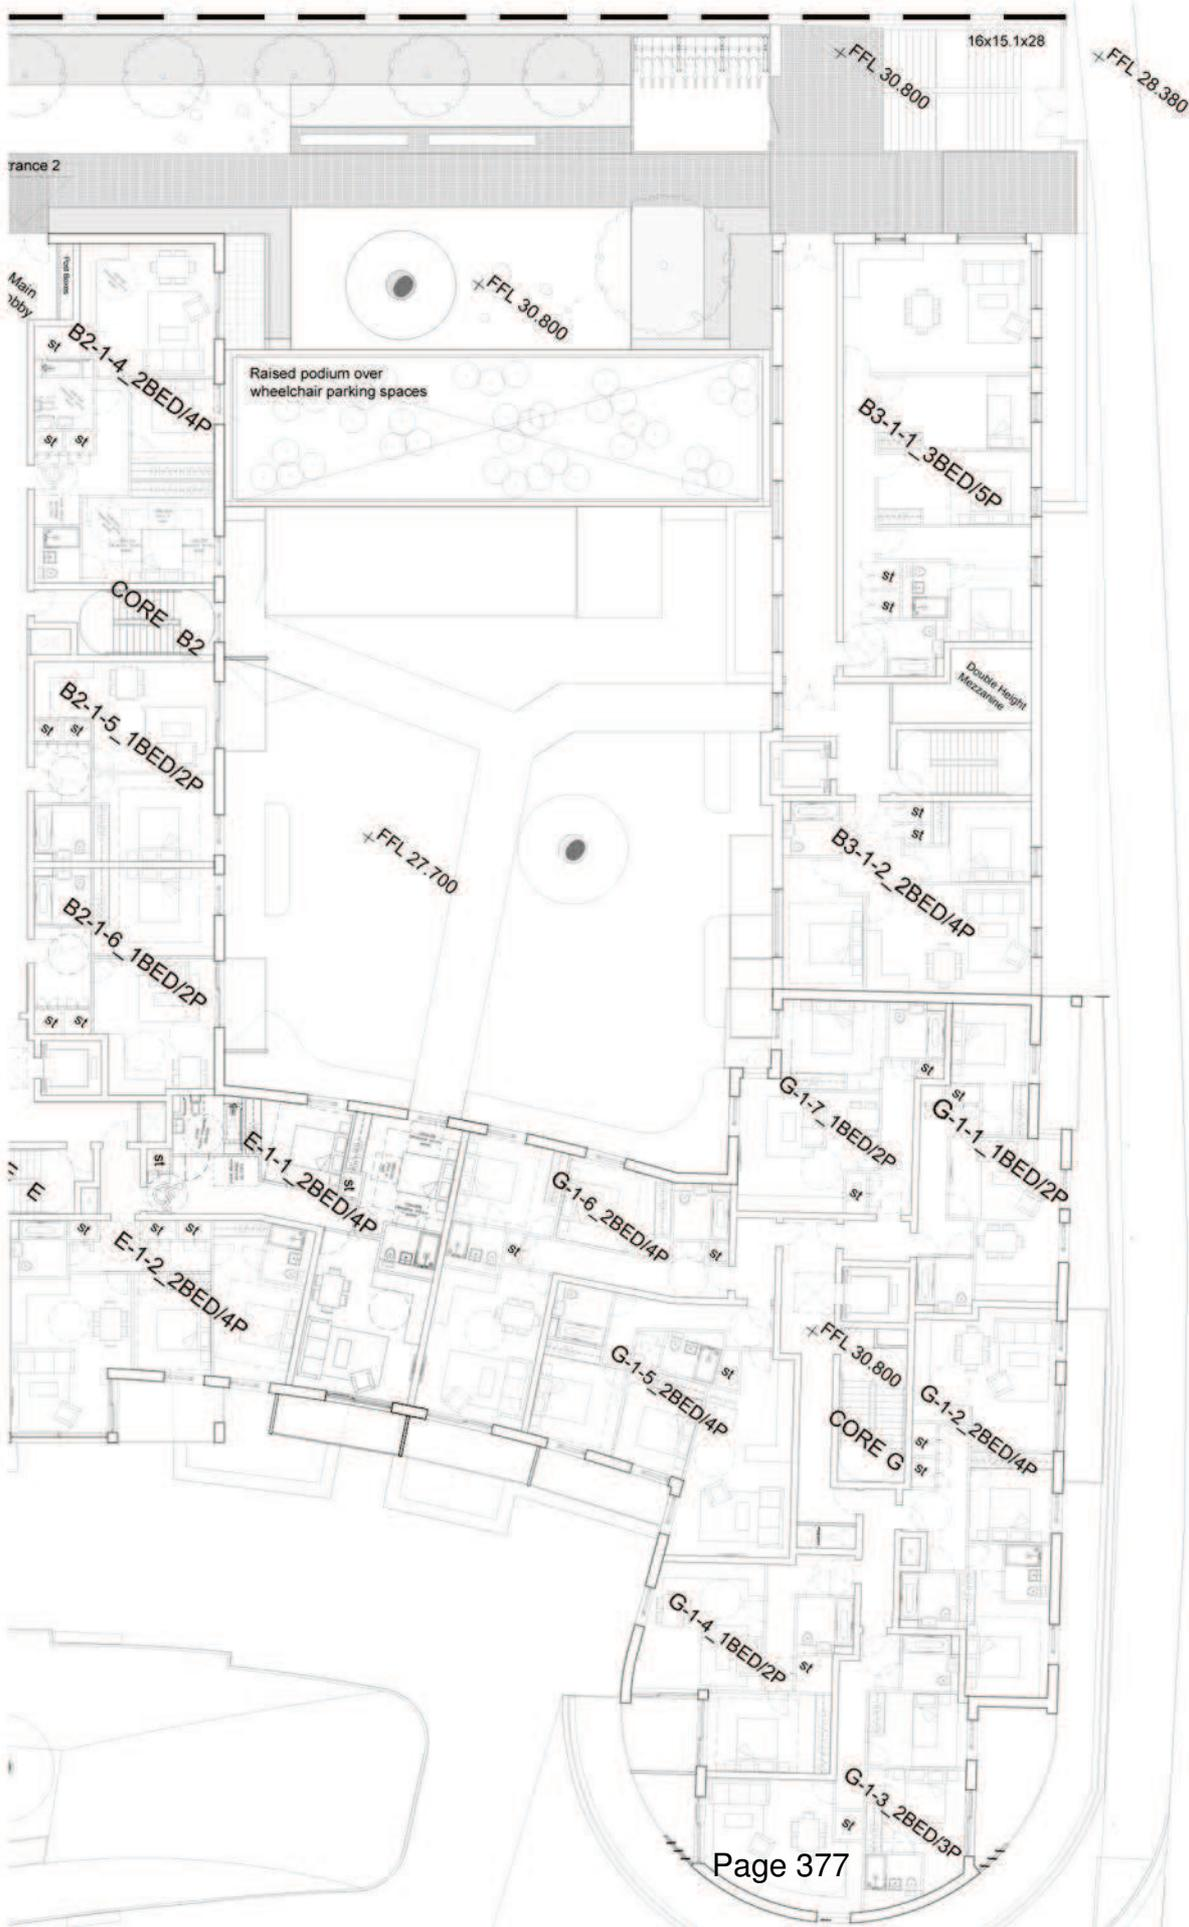 16x15.1x28
FFL 30.800
FFL 28.380
trance 2
Post Boxes
Main
obby
FFL 30.800
st
B2-1-4_2BED/4P
Raised podium over
wheelchair parking spaces
st
st
B3-1-1_3BED/5P
st
st
CORE B2
Double Height
Mezzanine
B2-1-5_1BED/2P
st
st
st
st
FFL 27.700
B3-1-2_2BED/4P
B2-1-6_1BED/2P
st
st
st
st
G-1-7_1BED/2P
G-1-1_1BED/2P
E-1-1_2BED/4P
st
st
E
G-1-6_2BED/4P
st
st
st
st
E-1-2_2BED/4P
st
st
FFL 30.800
G-1-5_2BED/4P
st
G-1-2_2BED/4P
CORE G
st
st
G-1-4_1BED/2P
st
G-1-3_2BED/3P
st
Page 377